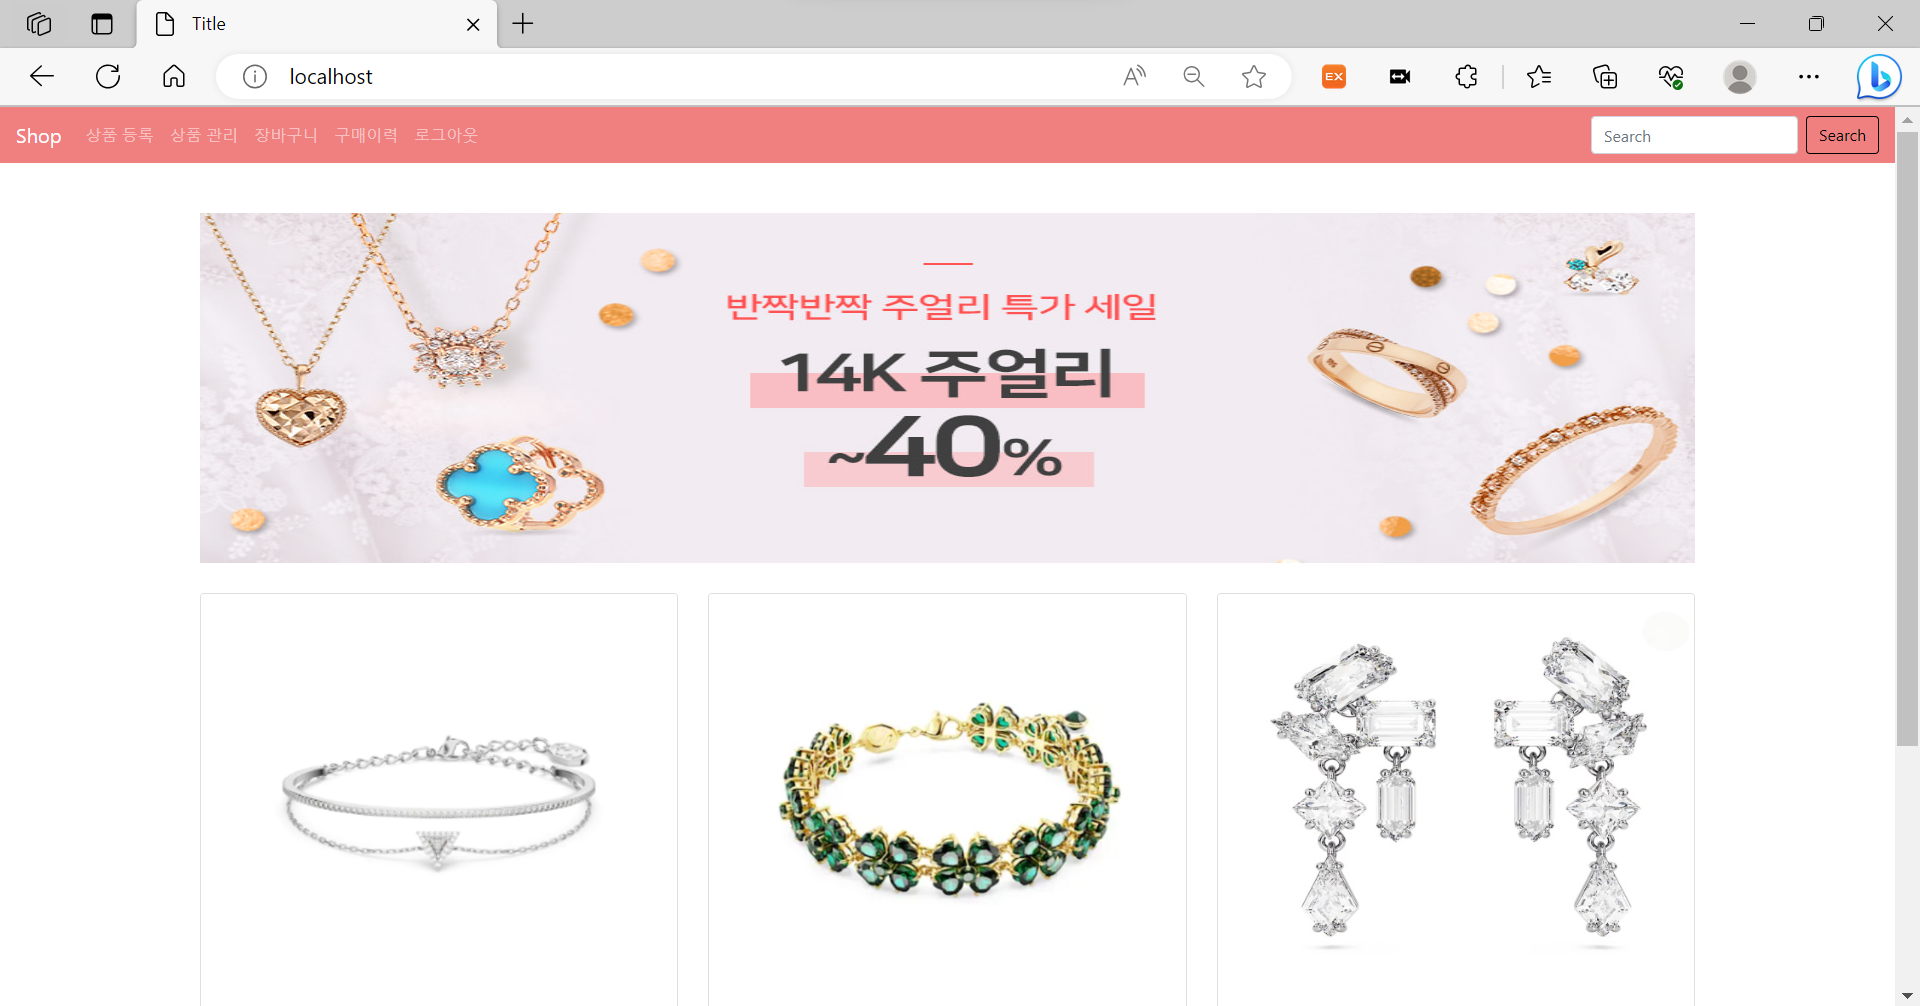 Title
localhost
EX
Shop 상품 등록 상품 관리 장바구니 구매이력 로그아웃 Search Search
반짝반짝 주얼리 특가 세일
14K 주얼리
~40%